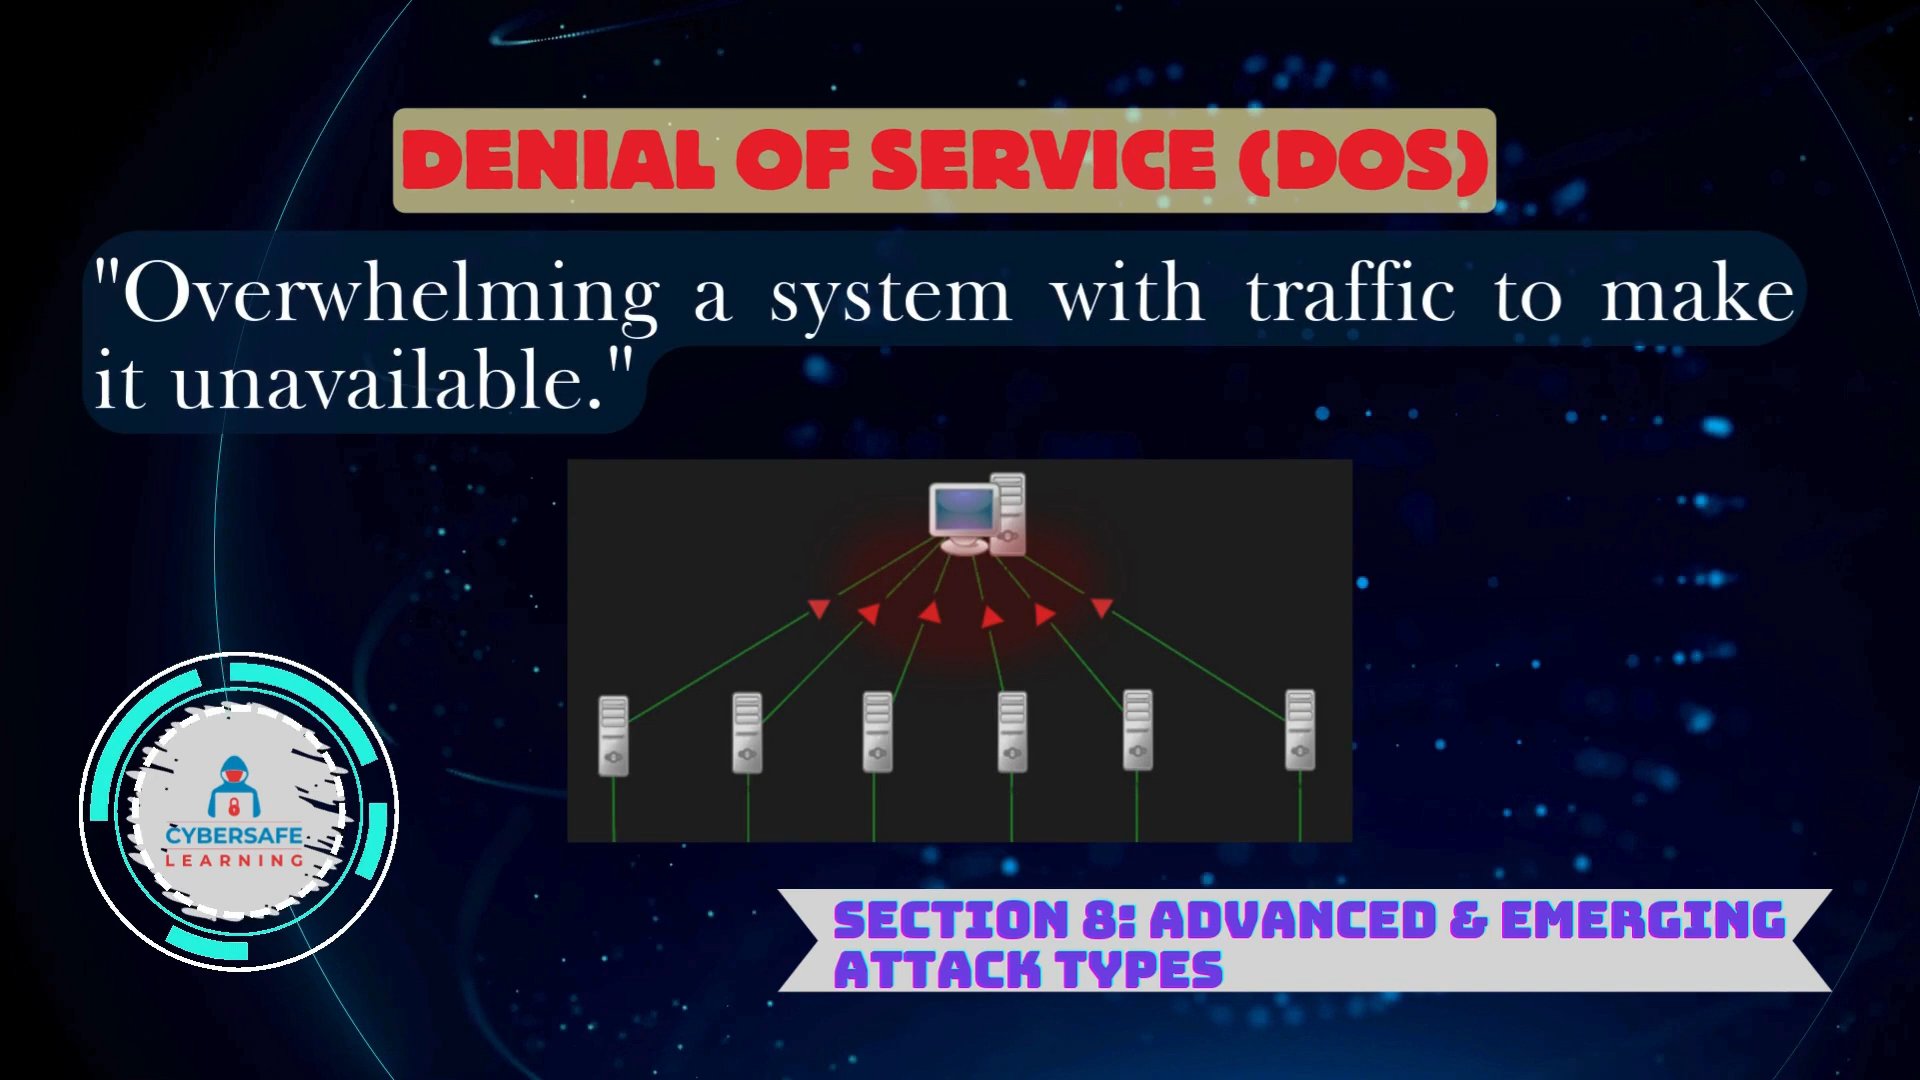 DENIAL OF SERVICE (DOS)
"Overwhelming a system with traffic to make
it unavailable."
CYBERSAFE
LEARNING
SECTION 8: ADVANCED & EMERGING
ATTACK TYPES